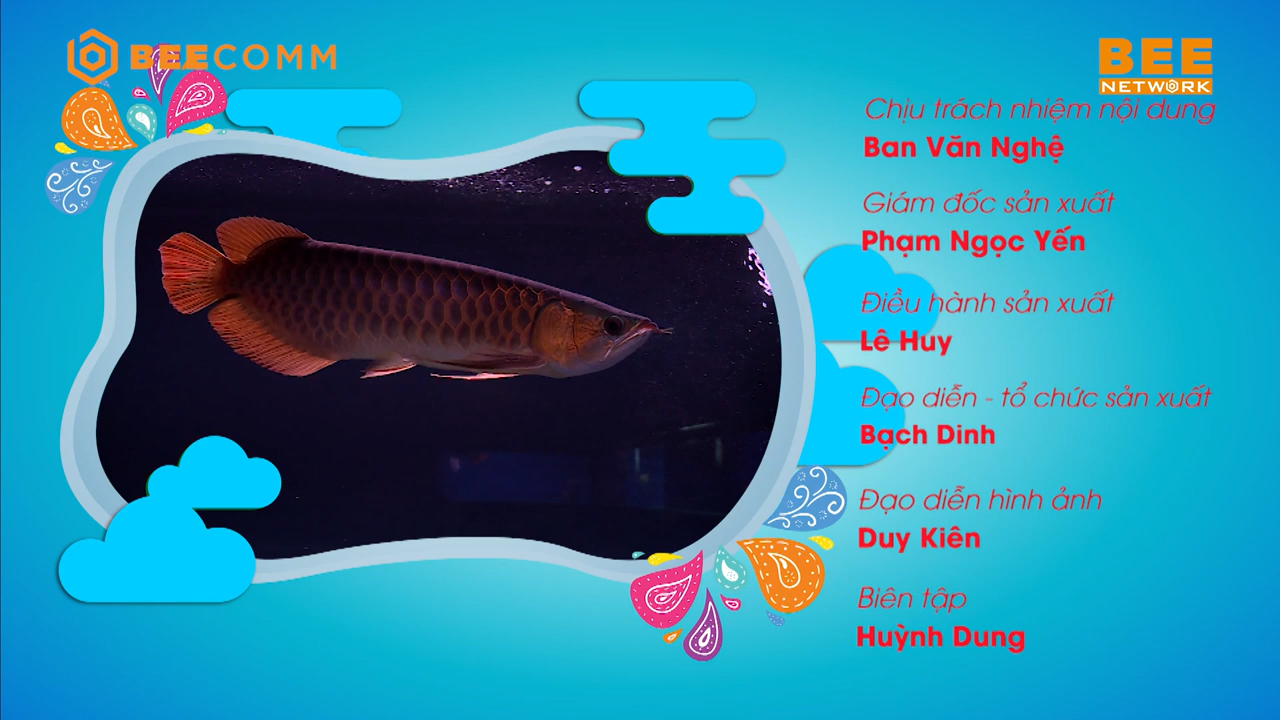 BEECOMM
BEE
NETWORK
Chịu trách nhiệm nội dung
Ban Văn Nghệ
Giám đốc sản xuất
Phạm Ngọc Yến
Điều hành sản xuất
Lê Huy
Đạo diễn - tổ chức sản xuất
Bạch Dinh
Đạo diễn hình ảnh
Duy Kiên
Biên tập
Huỳnh Dung